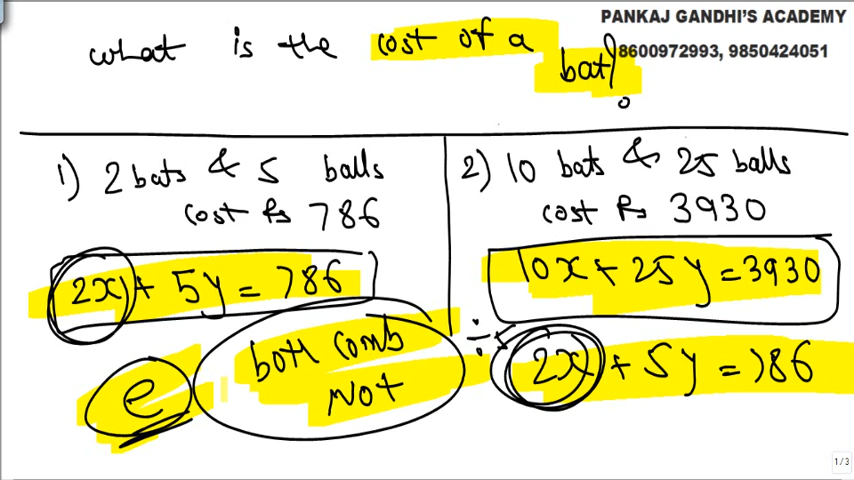 PANKAJ GANDHI'S ACADEMY
8600972993, 9850424051
what is the cost of a bat?
1) 2 bats & 5 balls
cost Rs 786
2x + 5y = 786
e
both comb
Not
2) 10 bats & 25 balls
cost Rs 3930
10x + 25y = 3930
÷5
2x + 5y = 786
1/3